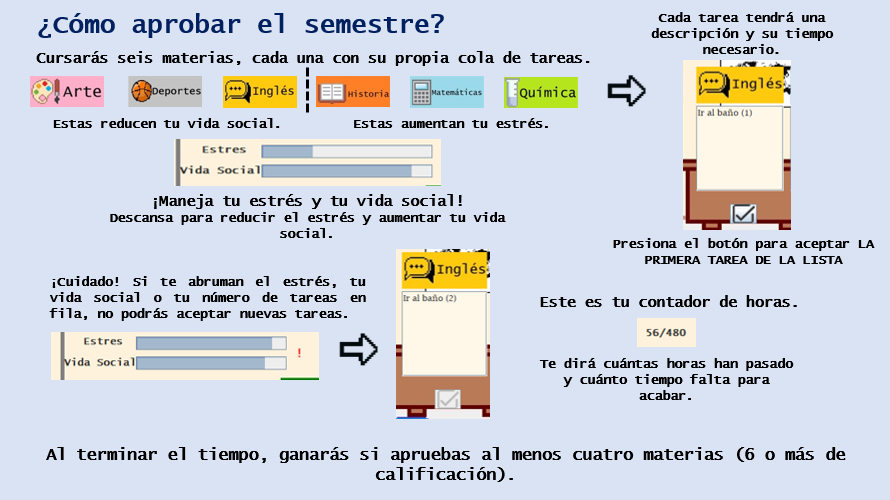 ¿Cómo aprobar el semestre?
Cursarás seis materias, cada una con su propia cola de tareas.
Arte
Deportes
Inglés
Historia
Matemáticas
Química
Estas reducen tu vida social.
Estas aumentan tu estrés.
Estres
Vida Social
¡Maneja tu estrés y tu vida social!
Descansa para reducir el estrés y aumentar tu vida
social.
Cada tarea tendrá una
descripción y su tiempo
necesario.
Inglés
Ir al baño (1)
Presiona el botón para aceptar LA
PRIMERA TAREA DE LA LISTA
¡Cuidado! Si te abruman el estrés, tu
vida social o tu número de tareas en
fila, no podrás aceptar nuevas tareas.
Estres
Vida Social
!
Inglés
Ir al baño (2)
Este es tu contador de horas.
56/480
Te dirá cuántas horas han pasado
y cuánto tiempo falta para
acabar.
Al terminar el tiempo, ganarás si apruebas al menos cuatro materias (6 o más de
calificación).